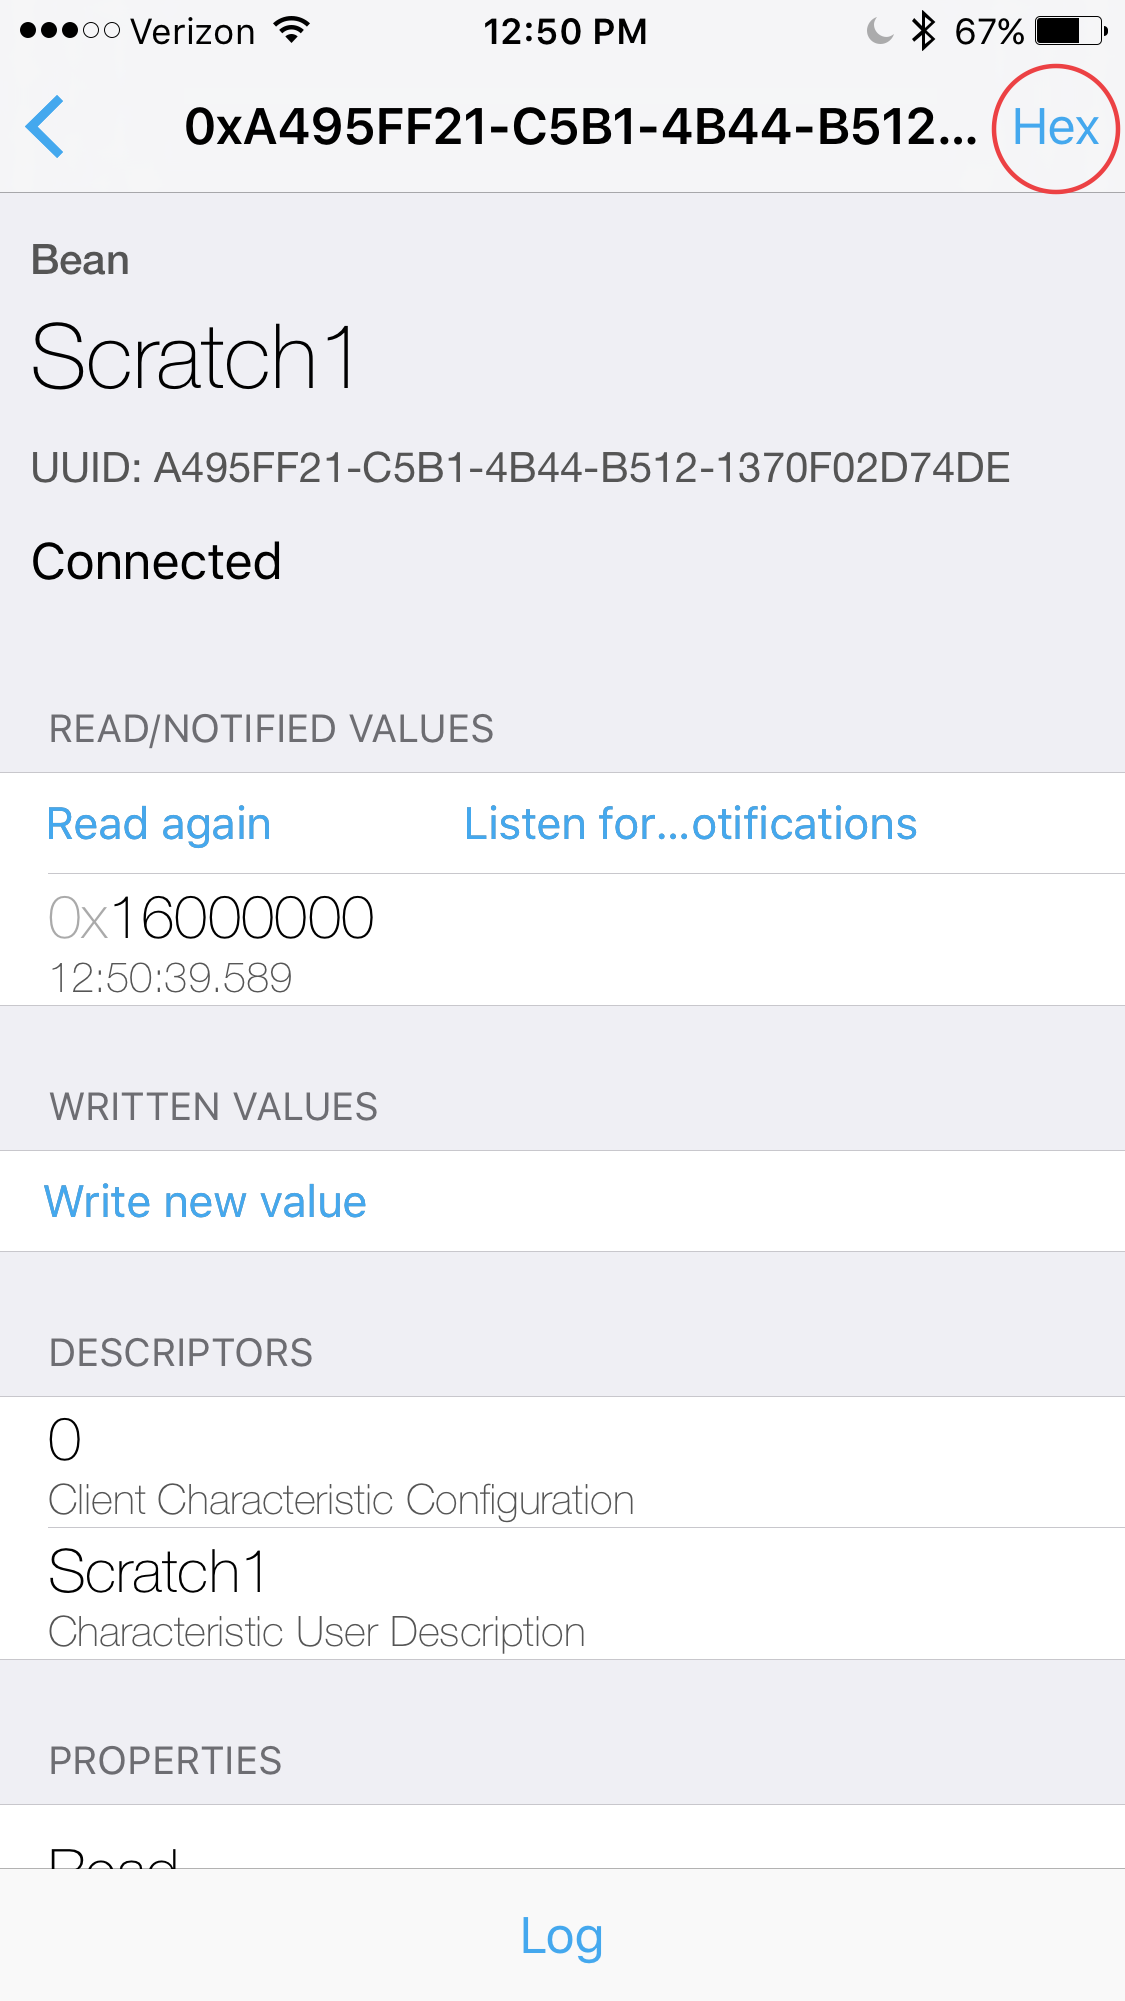 Verizon 12:50 PM 67%
0xA495FF21-C5B1-4B44-B512... Hex
Bean
Scratch1
UUID: A495FF21-C5B1-4B44-B512-1370F02D74DE
Connected
READ/NOTIFIED VALUES
Read again Listen for...otifications
0x16000000
12:50:39.589
WRITTEN VALUES
Write new value
DESCRIPTORS
0
Client Characteristic Configuration
Scratch1
Characteristic User Description
PROPERTIES
Read
Log